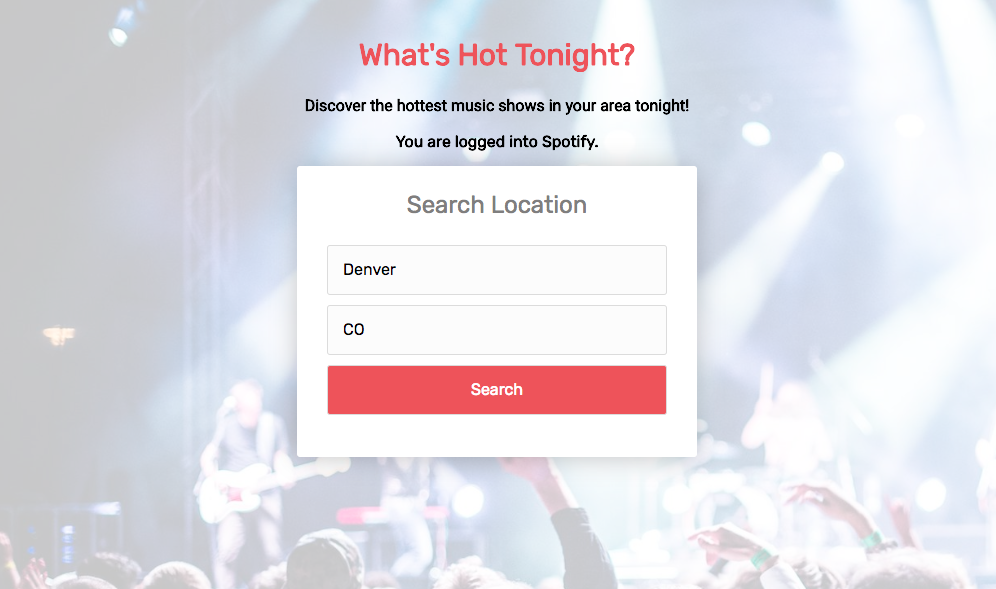 What's Hot Tonight?
Discover the hottest music shows in your area tonight!
You are logged into Spotify.
Search Location
Denver
CO
Search